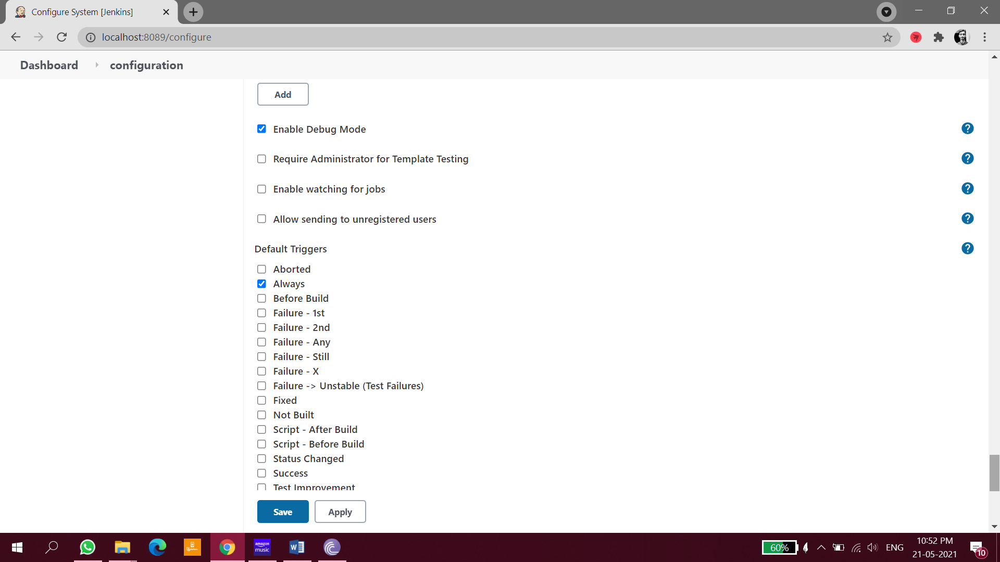 Configure System [Jenkins]
localhost:8089/configure
Dashboard configuration
Add
Enable Debug Mode
?
Require Administrator for Template Testing
?
Enable watching for jobs
?
Allow sending to unregistered users
?
Default Triggers
?
Aborted
Always
Before Build
Failure - 1st
Failure - 2nd
Failure - Any
Failure - Still
Failure - X
Failure -> Unstable (Test Failures)
Fixed
Not Built
Script - After Build
Script - Before Build
Status Changed
Success
Test Improvement
Save Apply
amazon
music
W
60%
ENG
10:52 PM
21-05-2021
10